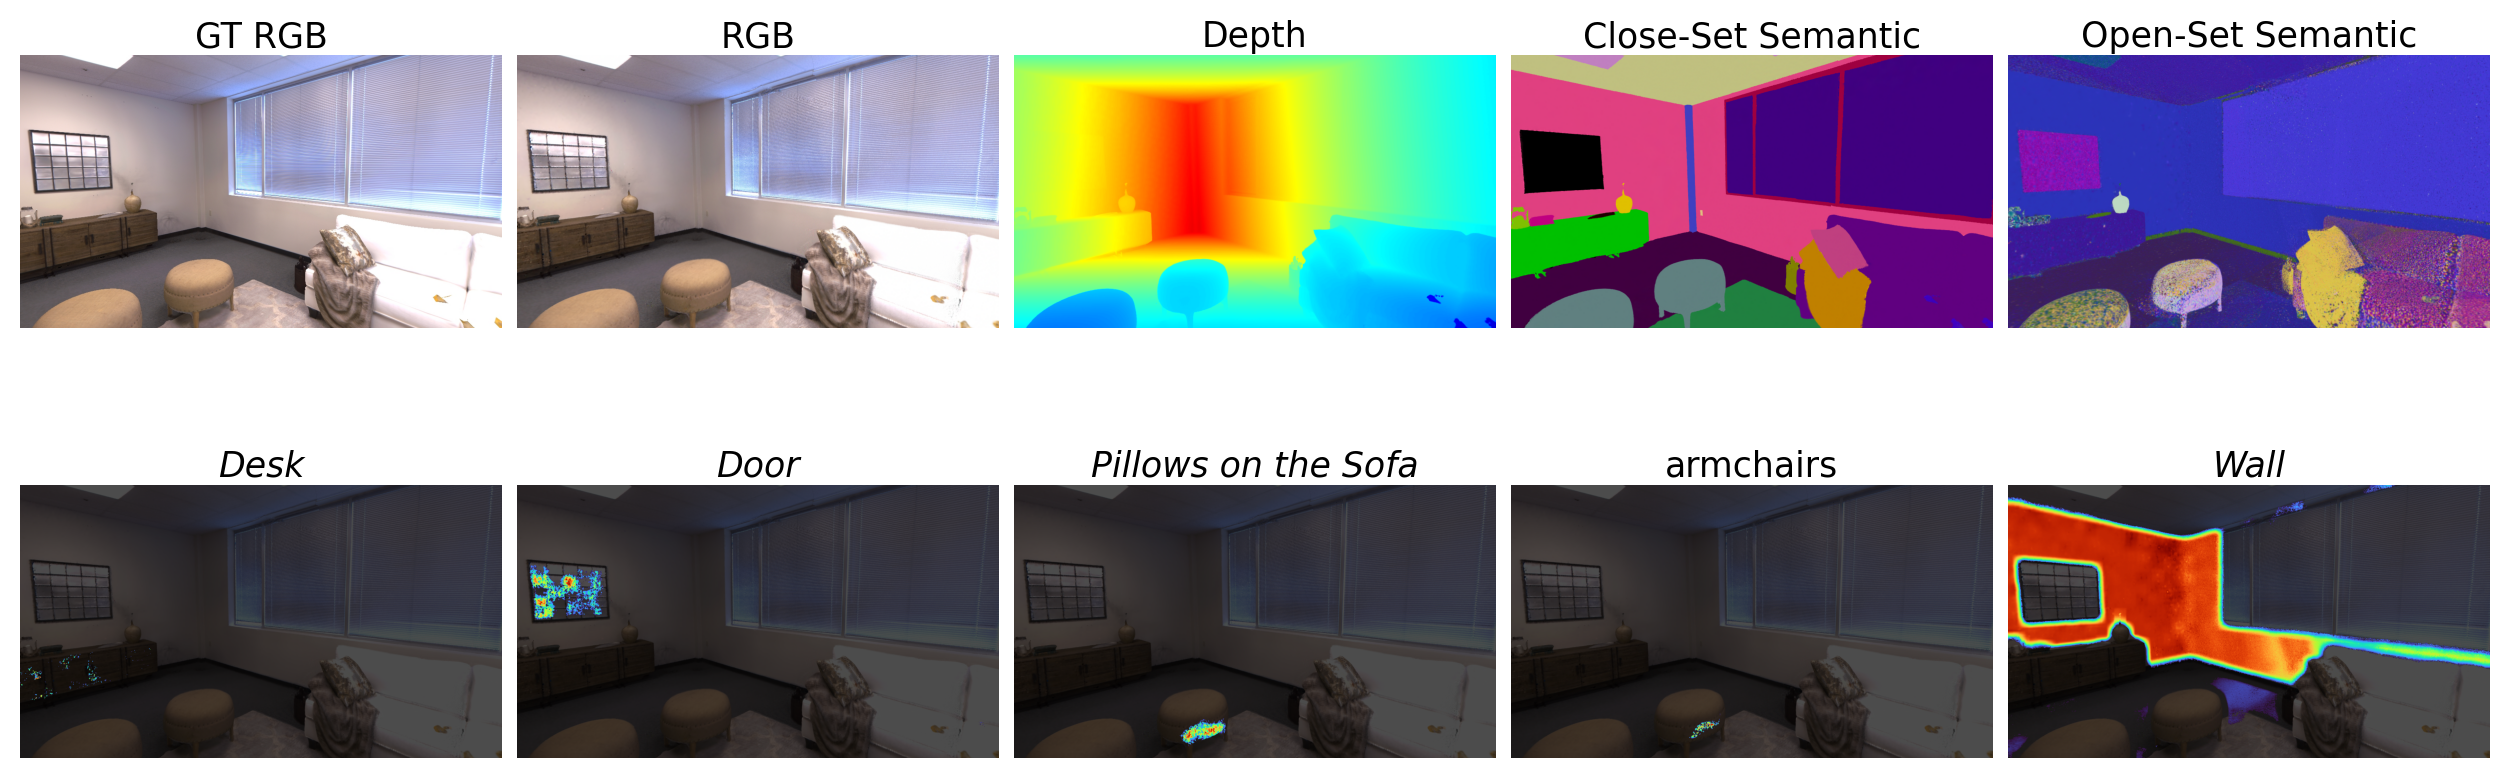 GT RGB
RGB
Depth
Close-Set Semantic
Open-Set Semantic
Desk
Door
Pillows on the Sofa
armchairs
Wall